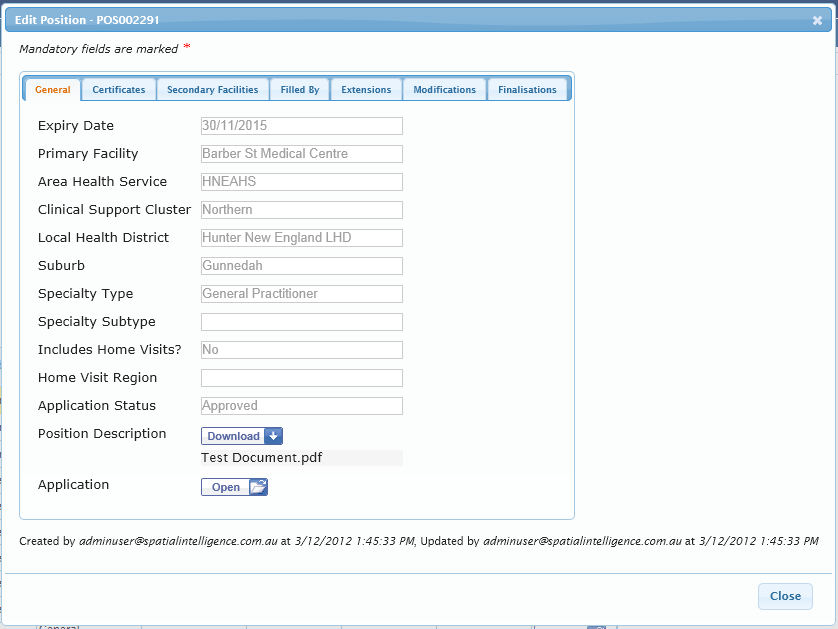 Edit Position - POS002291
Mandatory fields are marked *
General Certificates Secondary Facilities Filled By Extensions Modifications Finalisations
Expiry Date 30/11/2015
Primary Facility Barber St Medical Centre
Area Health Service HNEAHS
Clinical Support Cluster Northern
Local Health District Hunter New England LHD
Suburb Gunnedah
Specialty Type General Practitioner
Specialty Subtype
Includes Home Visits? No
Home Visit Region
Application Status Approved
Position Description Download
Test Document.pdf
Application Open
Created by adminuser@spatialintelligence.com.au at 3/12/2012 1:45:33 PM, Updated by adminuser@spatialintelligence.com.au at 3/12/2012 1:45:33 PM
Close
General